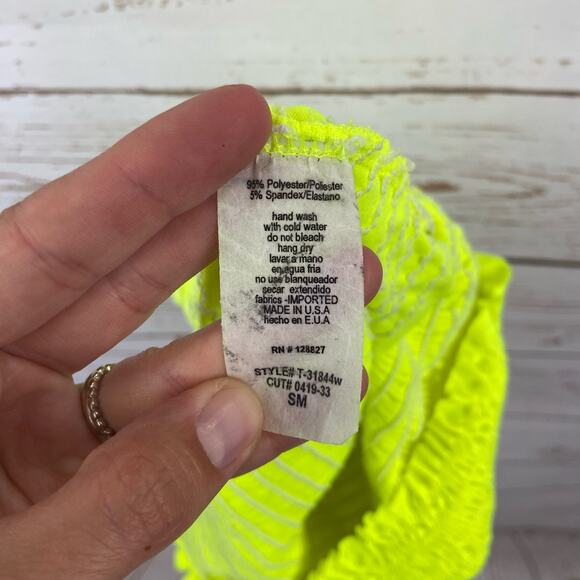 95% Polyester/Poliester
5% Spandex/Elastano
hand wash
with cold water
do not bleach
hang dry
lavar a mano
en agua fria
no use blanqueador
secar extendido
fabrics -IMPORTED
MADE IN U.S.A
hecho en E.U.A
RN # 128827
STYLE# T-31844w
CUT# 0419-33
SM